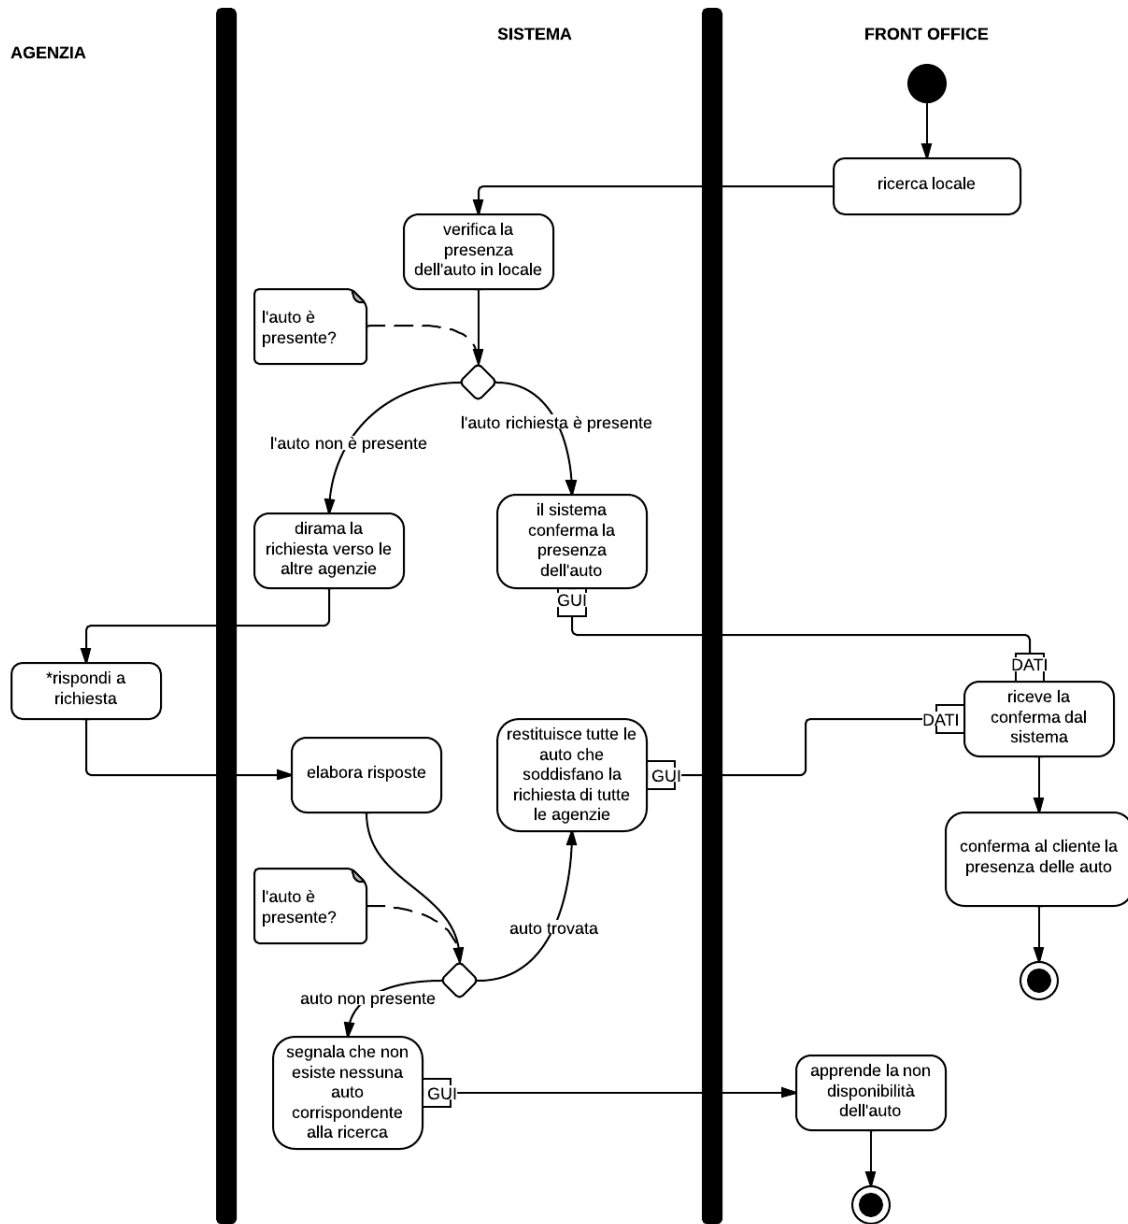 AGENZIA
SISTEMA
FRONT OFFICE
ricerca locale
verifica la
presenza
dell'auto in locale
l'auto è
presente?
l'auto richiesta è presente
l'auto non è presente
dirama la
richiesta verso le
altre agenzie
il sistema
conferma la
presenza
dell'auto
GUI
*rispondi a
richiesta
DATI
riceve la
conferma dal
sistema
DATI
restituisce tutte le
auto che
soddisfano la
richiesta di tutte
le agenzie
GUI
elabora risposte
conferma al cliente la
presenza delle auto
l'auto è
presente?
auto trovata
auto non presente
segnala che non
esiste nessuna
auto
corrispondente
alla ricerca
GUI
apprende la non
disponibilità
dell'auto